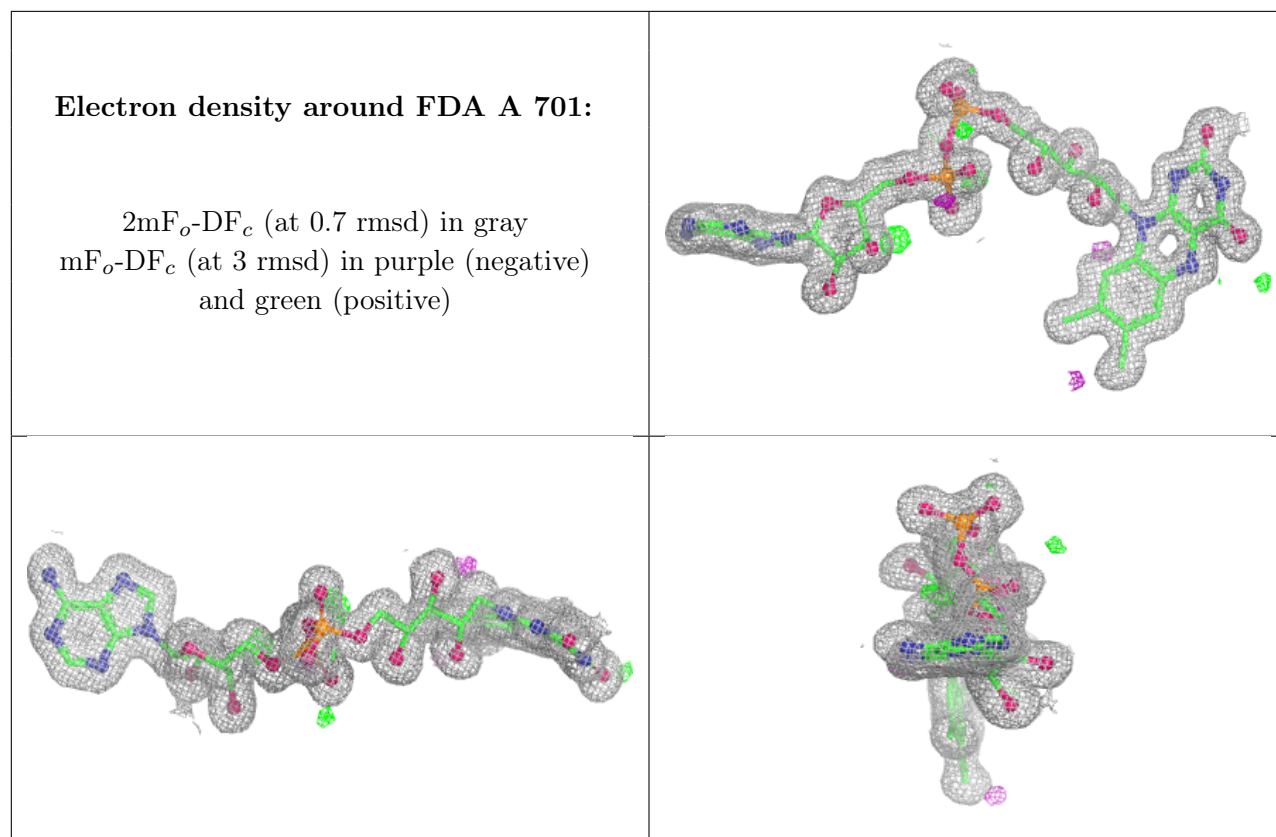 Electron density around FDA A 701:
2mFₒ-DF𝒸 (at 0.7 rmsd) in gray
mFₒ-DF𝒸 (at 3 rmsd) in purple (negative)
and green (positive)